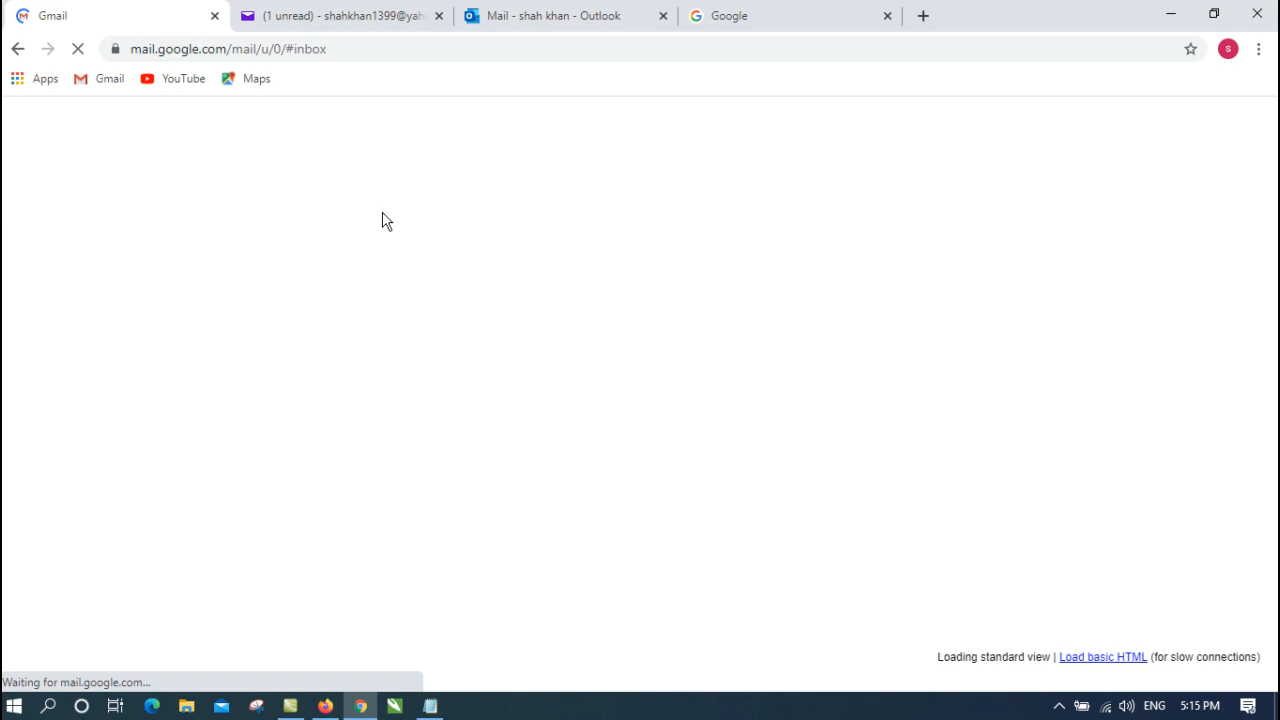 Gmail
(1 unread) - shahkhan1399@yah
Mail - shah khan - Outlook
Google
mail.google.com/mail/u/0/#inbox
S
Apps
Gmail
YouTube
Maps
Loading standard view | Load basic HTML (for slow connections)
Waiting for mail.google.com...
ENG
5:15 PM